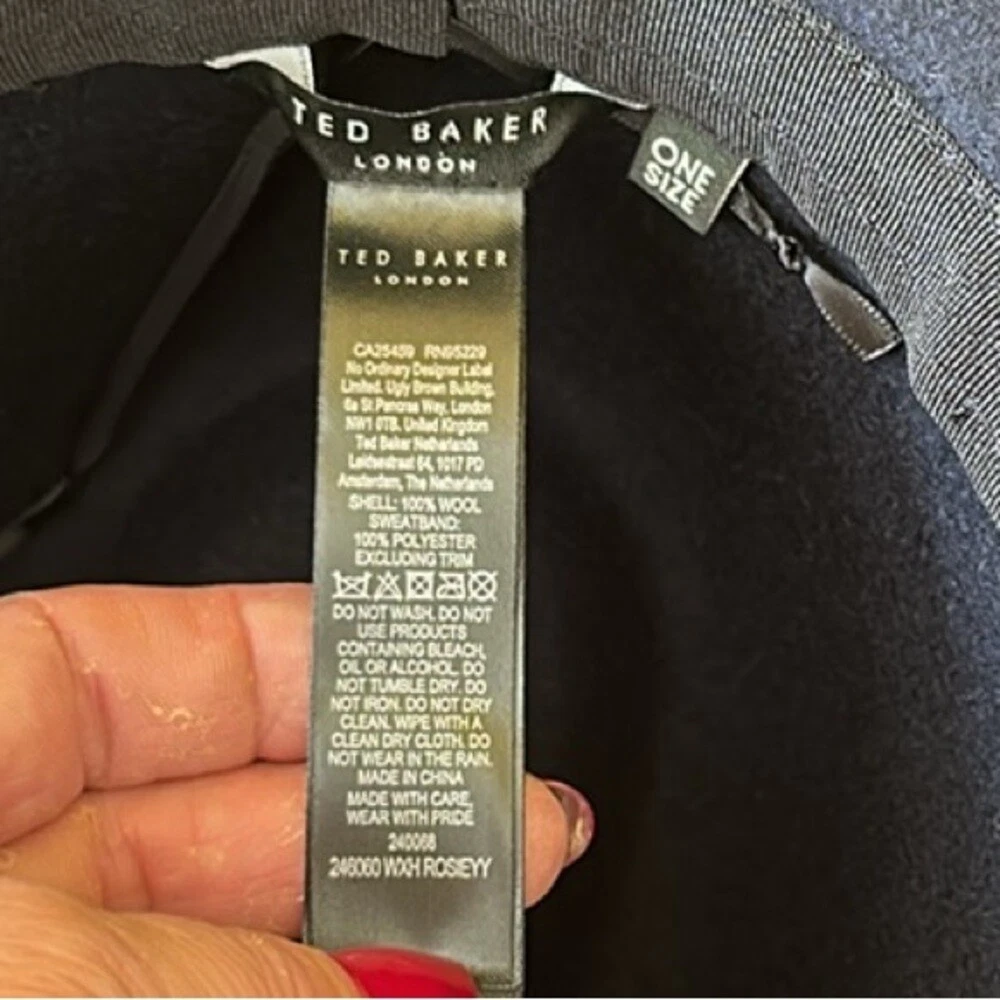 TED BAKER
LONDON
ONE
SIZE
TED BAKER
LONDON
CA25459 RN95229
No Ordinary Designer Label
Limited. Ugly Brown Building,
6a St Pancras Way, London
NW1 0TB. United Kingdom
Ted Baker Netherlands
Leidsestraat 64, 1017 PD
Amsterdam, The Netherlands
SHELL: 100% WOOL
SWEATBAND:
100% POLYESTER
EXCLUDING TRIM
DO NOT WASH. DO NOT
USE PRODUCTS
CONTAINING BLEACH,
OIL OR ALCOHOL. DO
NOT TUMBLE DRY. DO
NOT IRON. DO NOT DRY
CLEAN. WIPE WITH A
CLEAN DRY CLOTH. DO
NOT WEAR IN THE RAIN.
MADE IN CHINA
MADE WITH CARE,
WEAR WITH PRIDE
240068
246060 WXH ROSIEYY